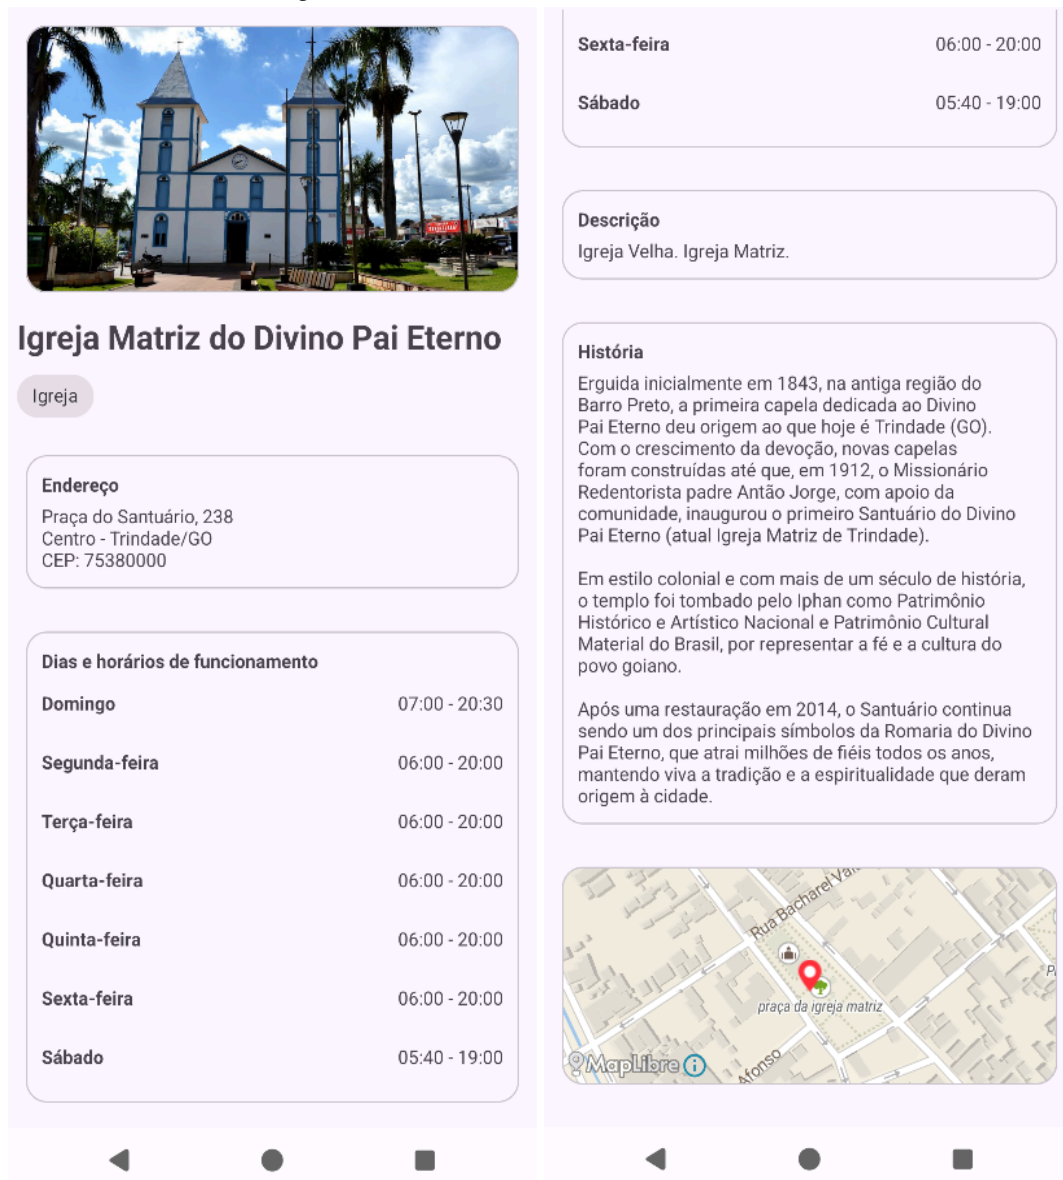 Igreja Matriz do Divino Pai Eterno
Igreja
Endereço
Praça do Santuário, 238
Centro - Trindade/GO
CEP: 75380000
Dias e horários de funcionamento
Domingo 07:00 - 20:30
Segunda-feira 06:00 - 20:00
Terça-feira 06:00 - 20:00
Quarta-feira 06:00 - 20:00
Quinta-feira 06:00 - 20:00
Sexta-feira 06:00 - 20:00
Sábado 05:40 - 19:00
Sexta-feira 06:00 - 20:00
Sábado 05:40 - 19:00
Descrição
Igreja Velha. Igreja Matriz.
História
Erguida inicialmente em 1843, na antiga região do
Barro Preto, a primeira capela dedicada ao Divino
Pai Eterno deu origem ao que hoje é Trindade (GO).
Com o crescimento da devoção, novas capelas
foram construídas até que, em 1912, o Missionário
Redentorista padre Antão Jorge, com apoio da
comunidade, inaugurou o primeiro Santuário do Divino
Pai Eterno (atual Igreja Matriz de Trindade).
Em estilo colonial e com mais de um século de história,
o templo foi tombado pelo Iphan como Patrimônio
Histórico e Artístico Nacional e Patrimônio Cultural
Material do Brasil, por representar a fé e a cultura do
povo goiano.
Após uma restauração em 2014, o Santuário continua
sendo um dos principais símbolos da Romaria do Divino
Pai Eterno, que atrai milhões de fiéis todos os anos,
mantendo viva a tradição e a espiritualidade que deram
origem à cidade.
Rua Bacharel
praça da igreja matriz
Afonso
MapLibre